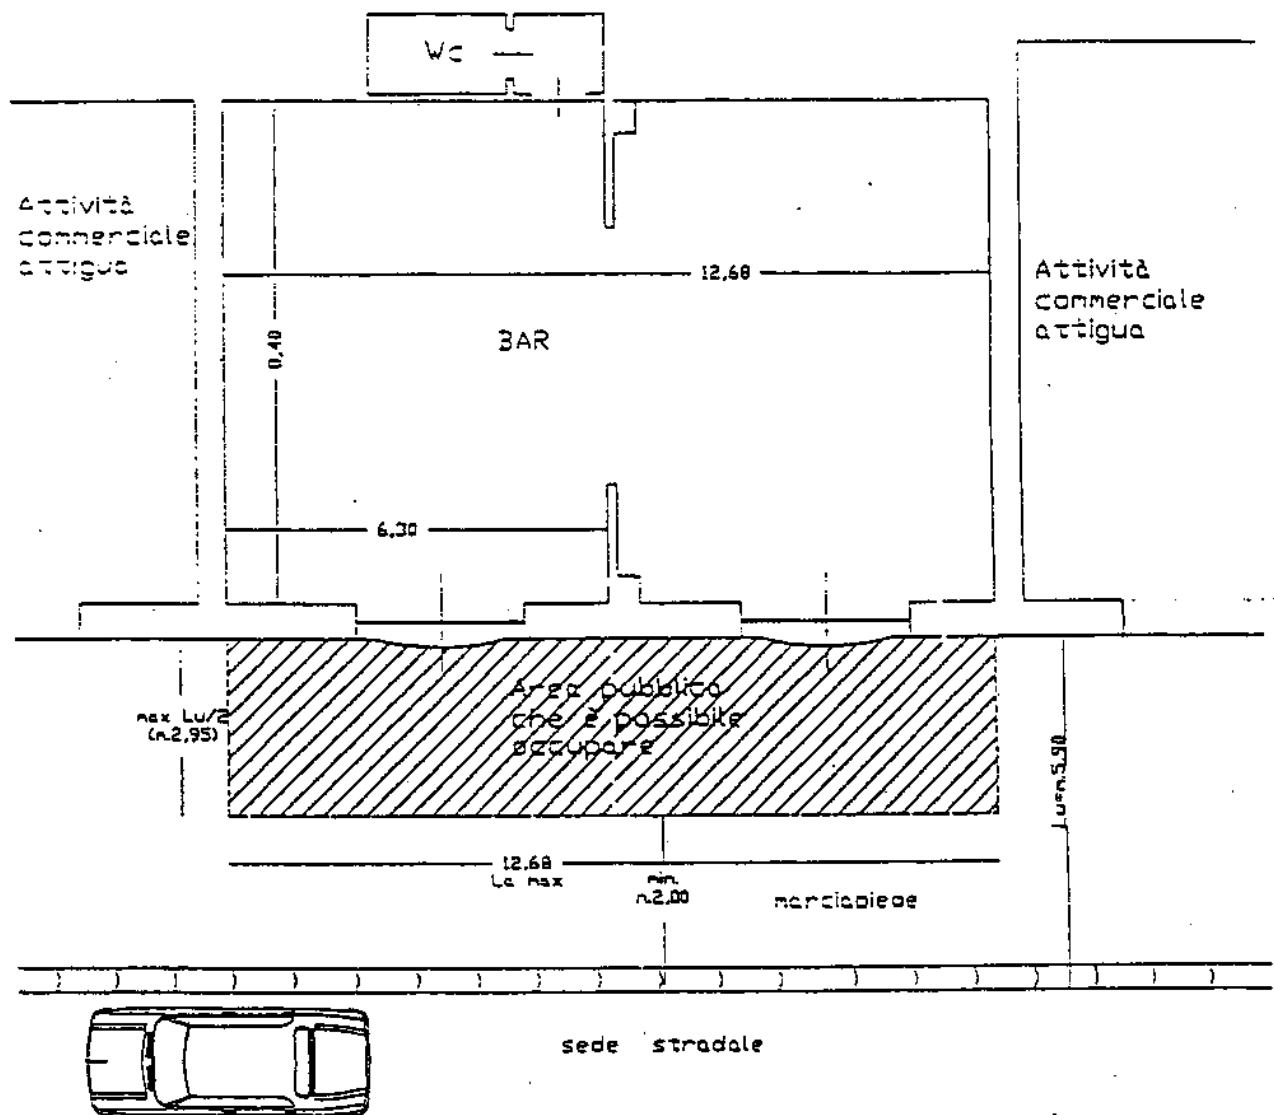 Wc
Attività
commerciale
attigua
12,68
Attività
commerciale
attigua
BAR
0,40
6,30
Area pubblica
che è possibile
occupare
max Lu/2
(m.2,95)
Lu=m.5,90
12,68
La max
min.
m.2,00
marciapiede
sede stradale